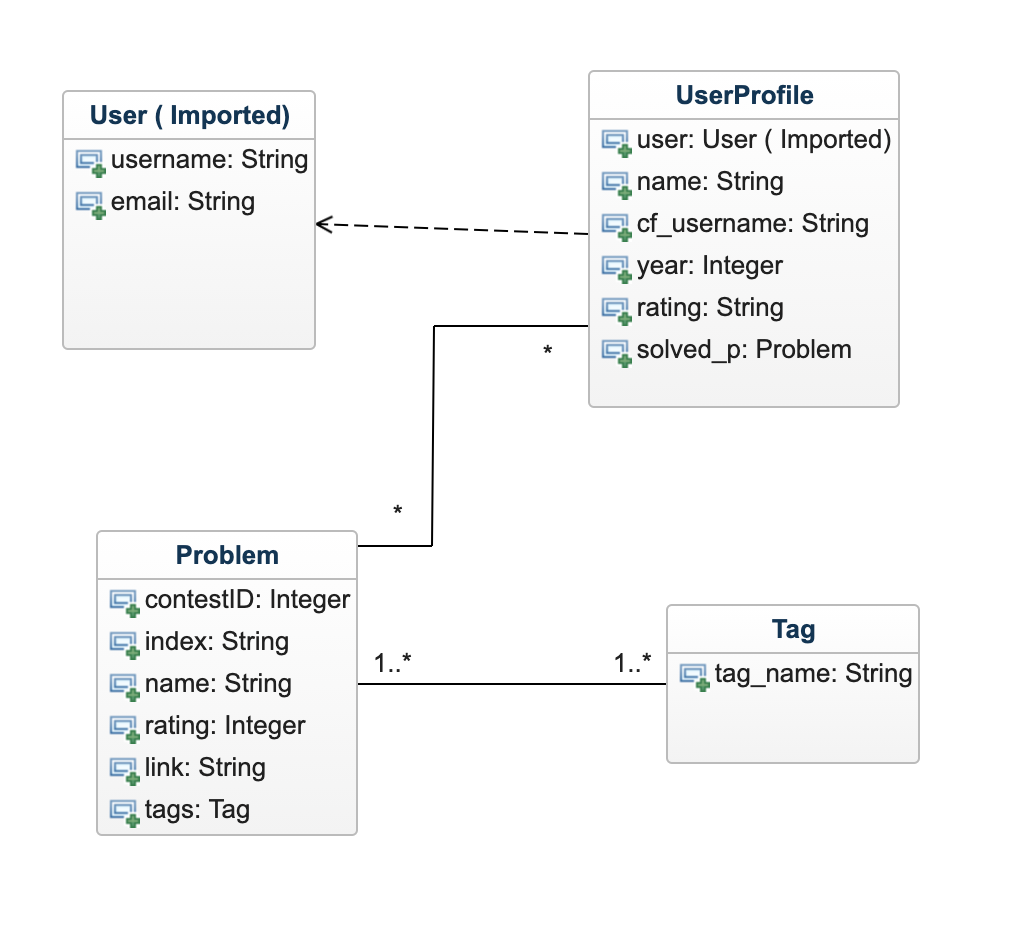 User ( Imported)
username: String
email: String
UserProfile
user: User ( Imported)
name: String
cf_username: String
year: Integer
rating: String
solved_p: Problem
*
*
Problem
contestID: Integer
index: String
name: String
rating: Integer
link: String
tags: Tag
1..*
1..*
Tag
tag_name: String